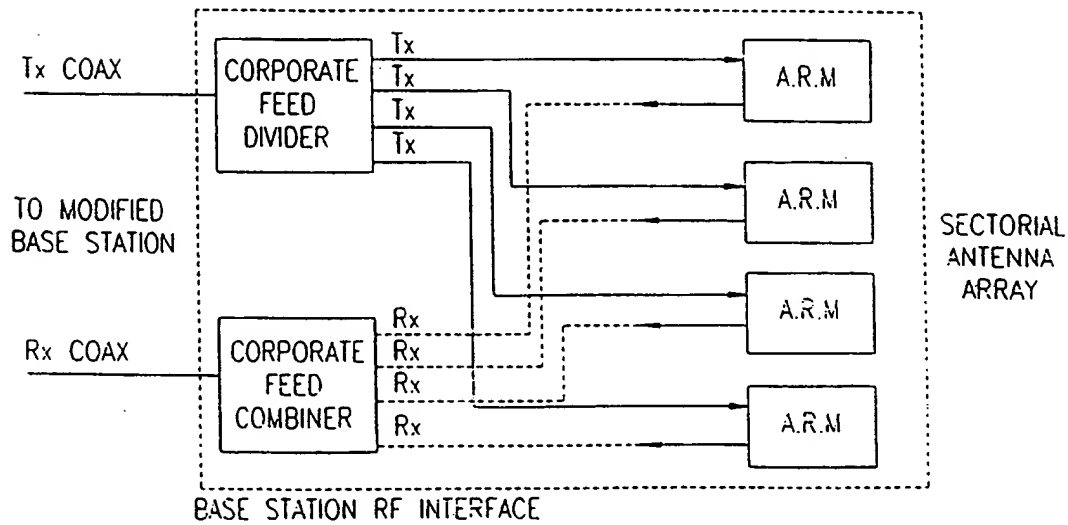 Tx COAX
CORPORATE
FEED
DIVIDER
Tx
Tx
Tx
Tx
A.R.M
A.R.M
A.R.M
A.R.M
TO MODIFIED
BASE STATION
SECTORIAL
ANTENNA
ARRAY
Rx COAX
CORPORATE
FEED
COMBINER
Rx
Rx
Rx
Rx
BASE STATION RF INTERFACE